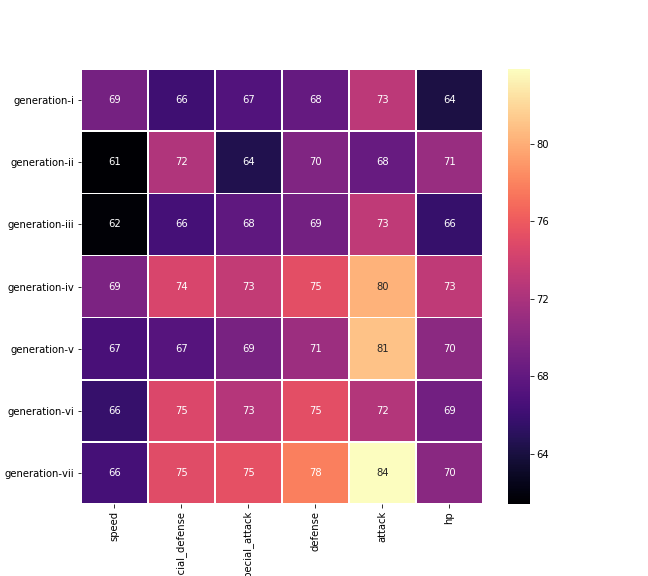 generation-i 69 66 67 68 73 64
generation-ii 61 72 64 70 68 71
generation-iii 62 66 68 69 73 66
generation-iv 69 74 73 75 80 73
generation-v 67 67 69 71 81 70
generation-vi 66 75 73 75 72 69
generation-vii 66 75 75 78 84 70
speed
cial_defense
pecial_attack
defense
attack
hp
80
76
72
68
64